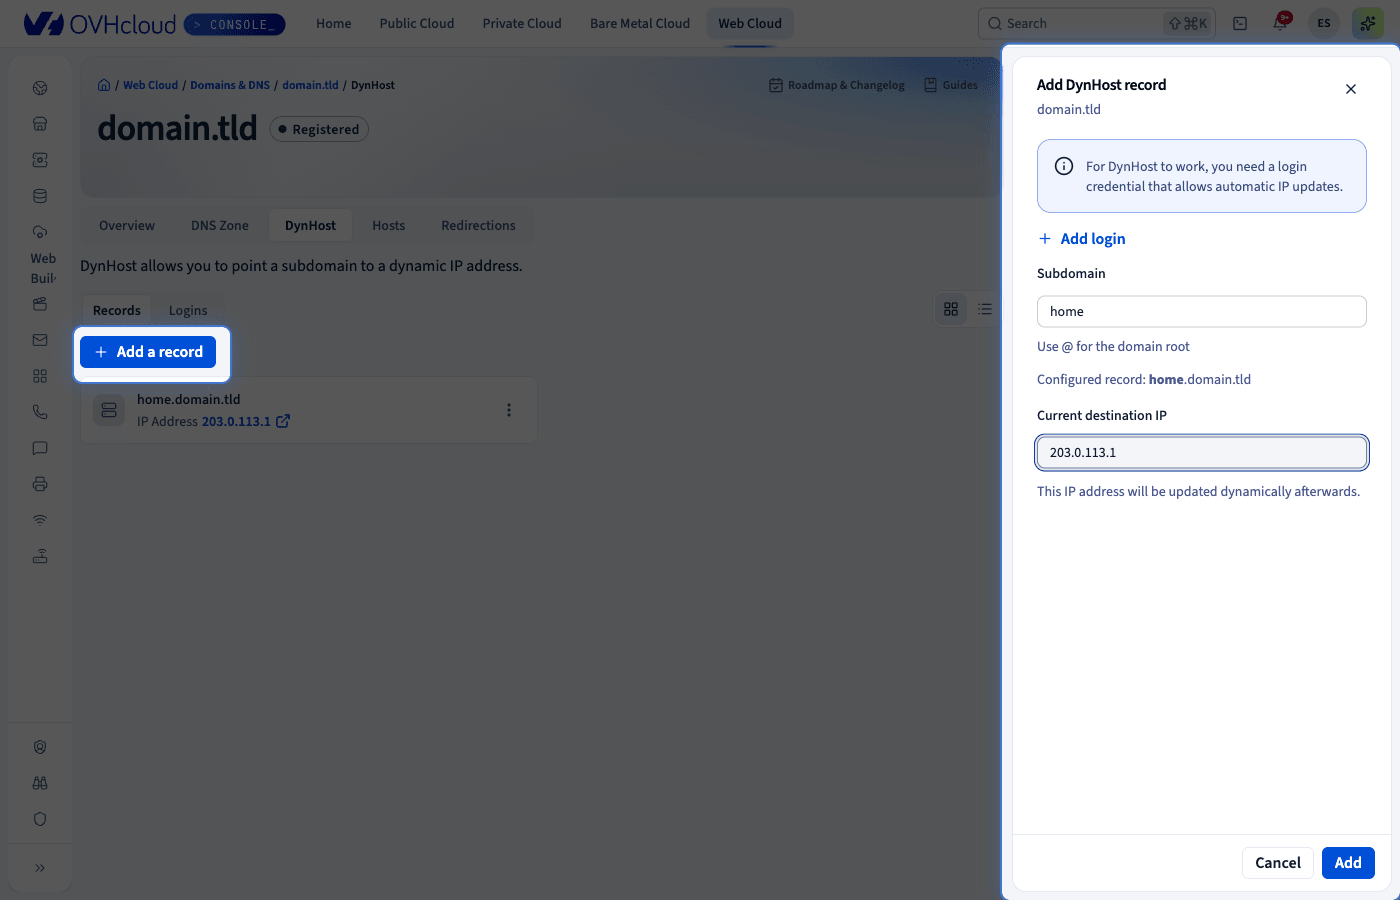 OVHcloud > CONSOLE_ Home Public Cloud Private Cloud Bare Metal Cloud Web Cloud Search ⇧⌘K 9+ ES
/ Web Cloud / Domains & DNS / domain.tld / DynHost Roadmap & Changelog Guides
domain.tld Registered
Overview DNS Zone DynHost Hosts Redirections
DynHost allows you to point a subdomain to a dynamic IP address.
Web
Buil
Records Logins
+ Add a record
home.domain.tld
IP Address 203.0.113.1
Add DynHost record
domain.tld
For DynHost to work, you need a login
credential that allows automatic IP updates.
+ Add login
Subdomain
home
Use @ for the domain root
Configured record: home.domain.tld
Current destination IP
203.0.113.1
This IP address will be updated dynamically afterwards.
Cancel Add